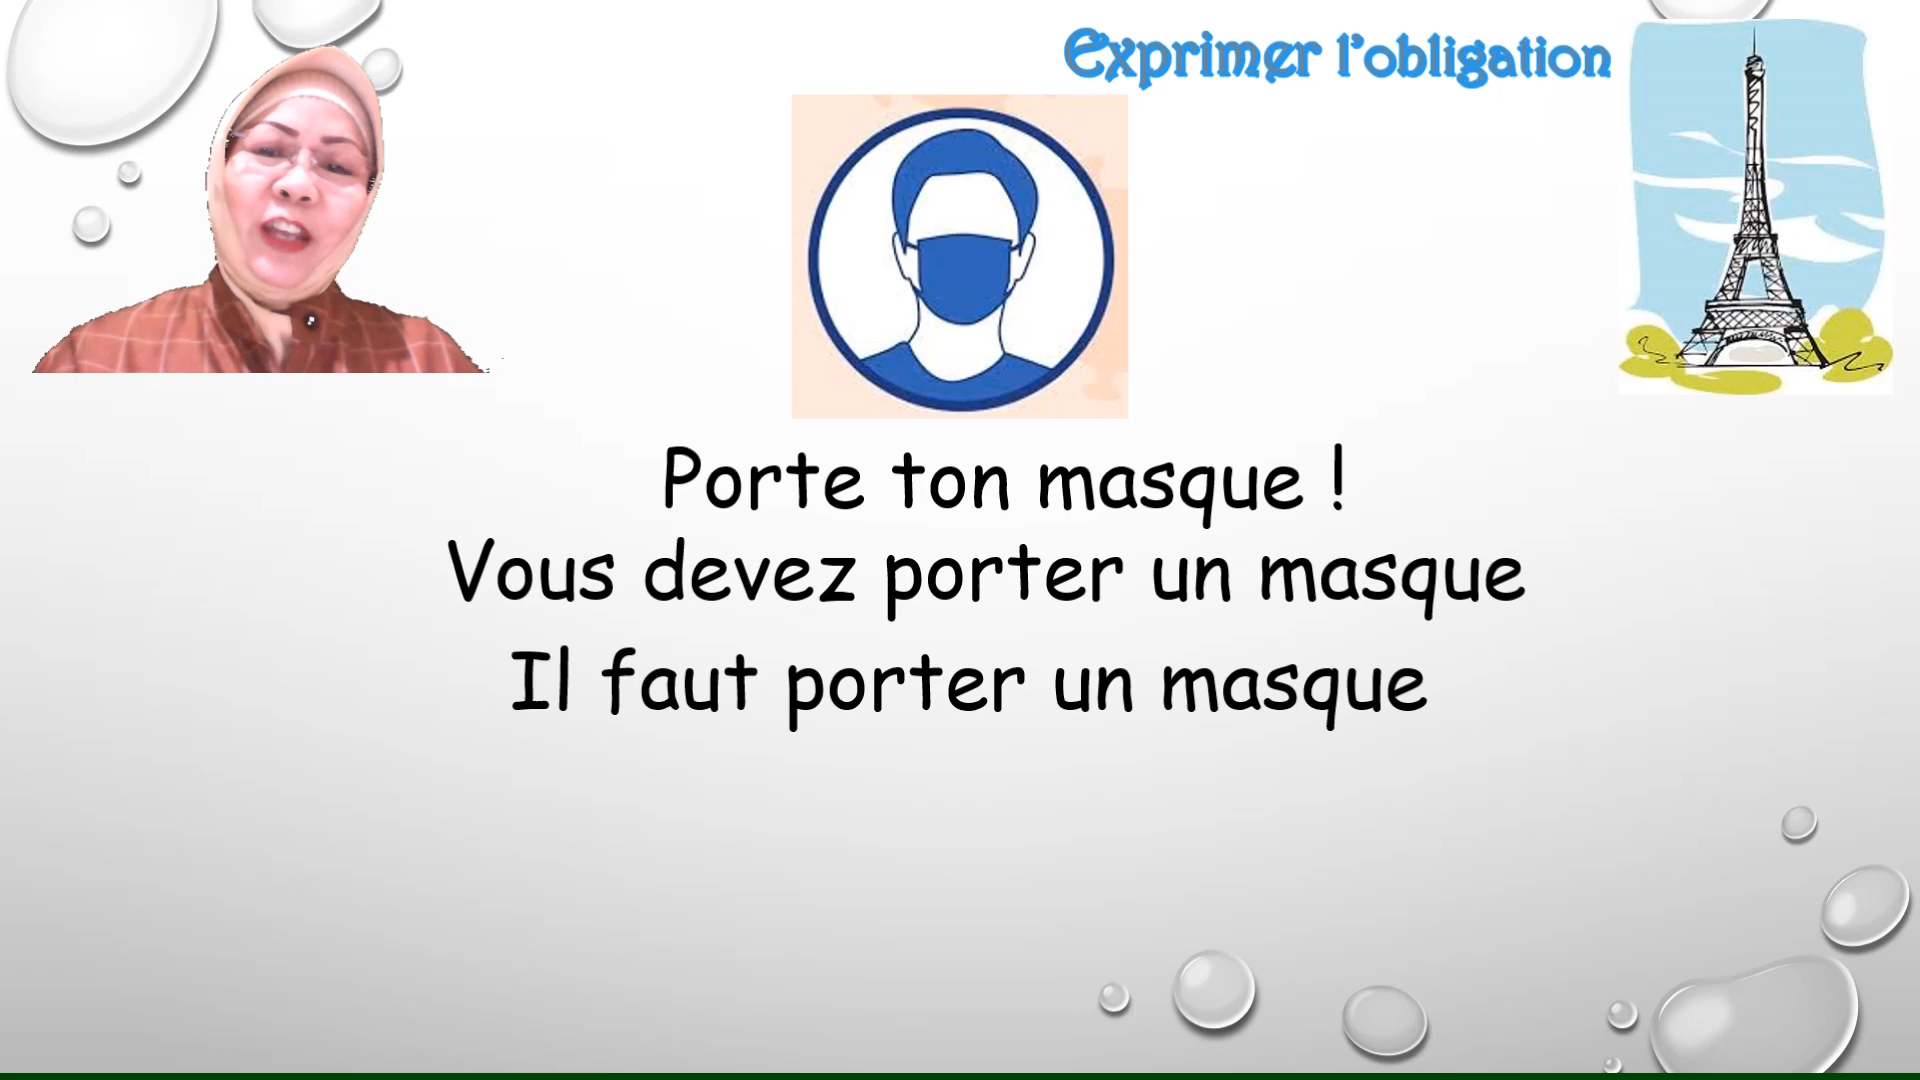 Exprimer l'obligation
Porte ton masque !
Vous devez porter un masque
Il faut porter un masque